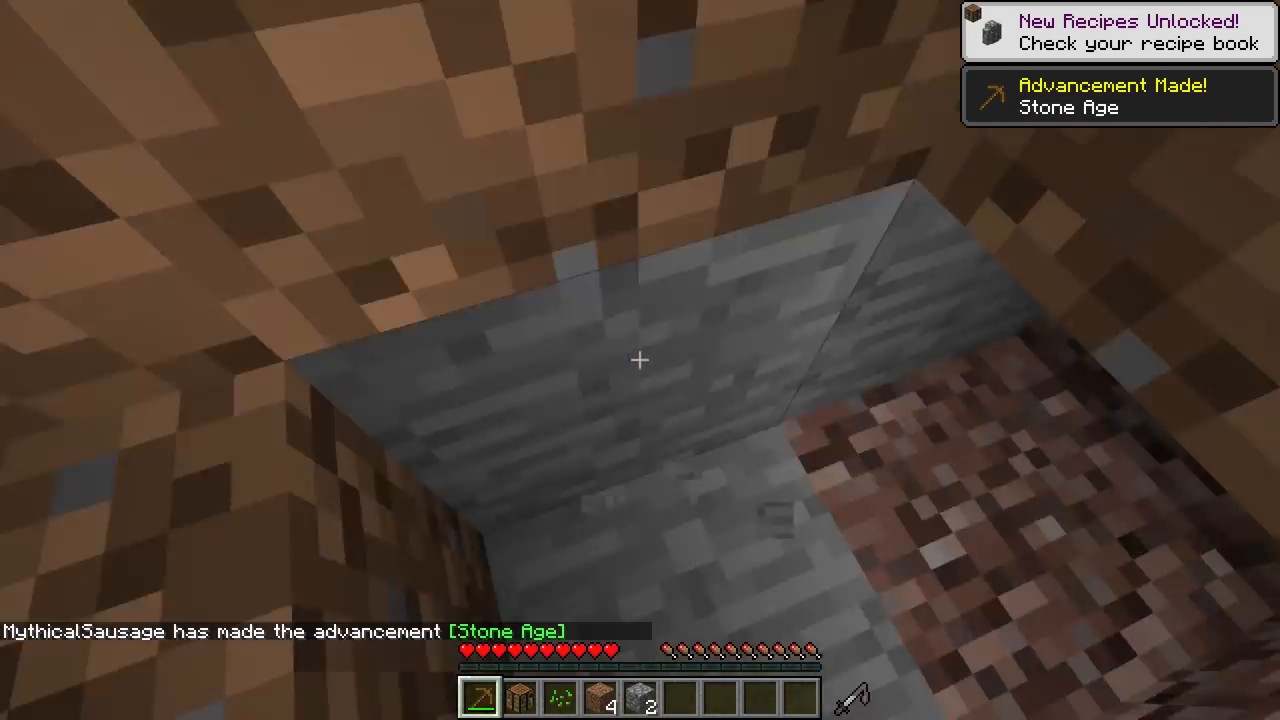 New Recipes Unlocked!
Check your recipe book
Advancement Made!
Stone Age
MythicalSausage has made the advancement [Stone Age]
4
2